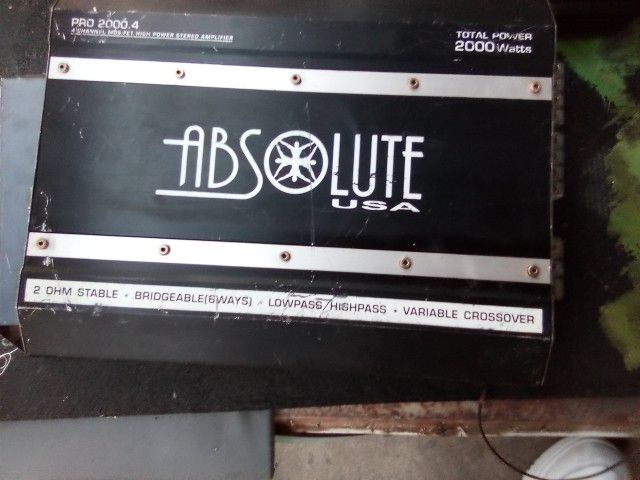 PRO 2000.4
4 CHANNEL MOS-FET HIGH POWER STEREO AMPLIFIER
TOTAL POWER
2000 Watts
ABSOLUTE
USA
2 OHM STABLE • BRIDGEABLE(6WAYS) • LOWPASS/HIGHPASS • VARIABLE CROSSOVER